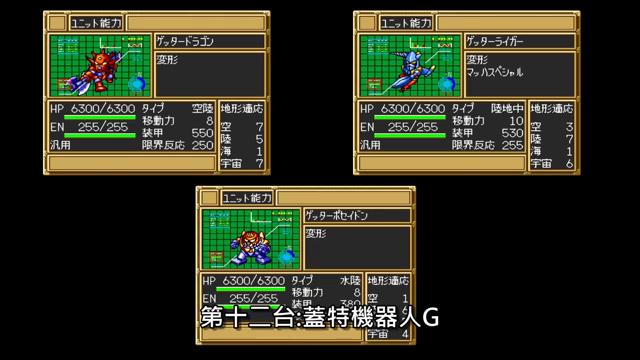 ユニット能力
ゲッタードラゴン
変形
HP 6300/6300 タイプ 空陸 地形適応
EN 255/255 移動力 8 空 7
装甲 550 陸 5
汎用 限界反応 250 海 1
宇宙 7
ユニット能力
ゲッターライガー
変形
マッハスペシャル
HP 6300/6300 タイプ 陸地中 地形適応
EN 255/255 移動力 10 空 3
装甲 530 陸 7
汎用 限界反応 255 海 1
宇宙 6
ユニット能力
ゲッターポセイドン
変形
HP 6300/6300 タイプ 水陸 地形適応
EN 255/255 移動力 8 空 1
装甲 380
第十二台:蓋特機器人G
宙 4